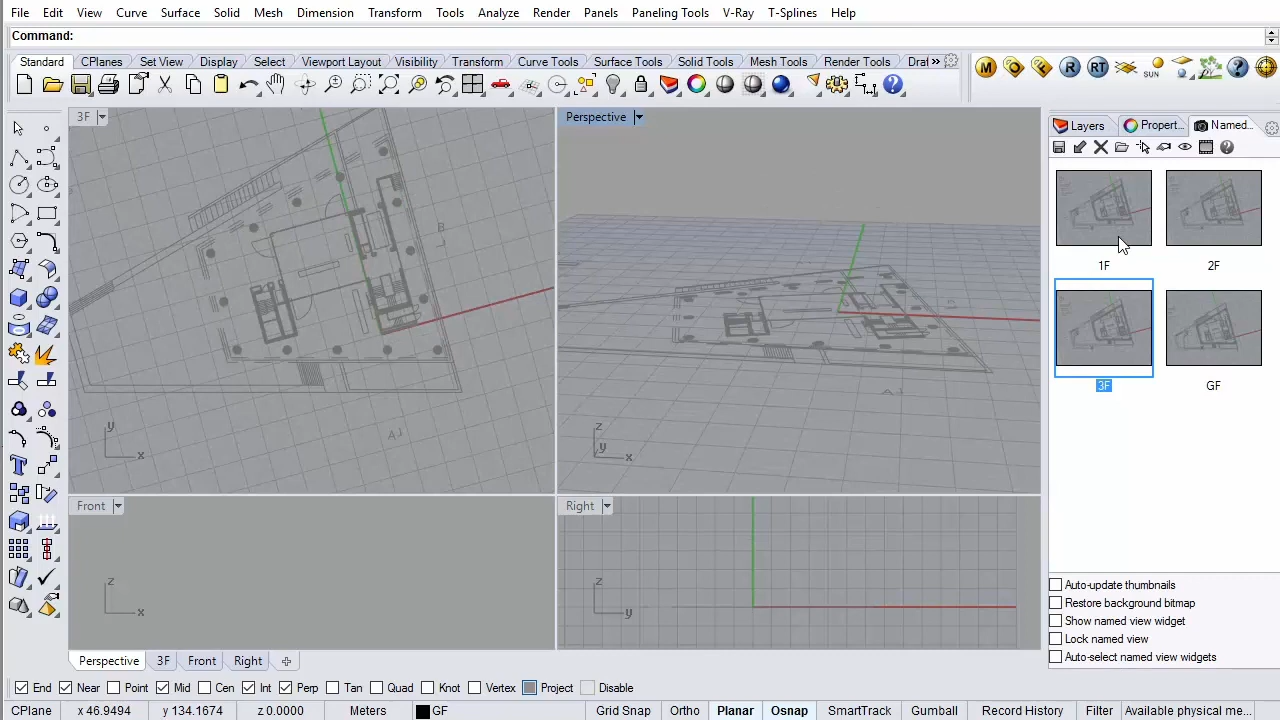 File Edit View Curve Surface Solid Mesh Dimension Transform Tools Analyze Render Panels Paneling Tools V-Ray T-Splines Help
Command:
Standard CPlanes Set View Display Select Viewport Layout Visibility Transform Curve Tools Surface Tools Solid Tools Mesh Tools Render Tools Draf »
M O L R RT SUN
3F
Perspective
Layers Propert... Named...
1F 2F
3F GF
B
A
A
y x
z y x
Front
Right
z x
z y
Auto-update thumbnails
Restore background bitmap
Show named view widget
Lock named view
Auto-select named view widgets
Perspective 3F Front Right
End Near Point Mid Cen Int Perp Tan Quad Knot Vertex Project Disable
CPlane x 46.9494 y 134.1674 z 0.0000 Meters GF Grid Snap Ortho Planar Osnap SmartTrack Gumball Record History Filter Available physical me...